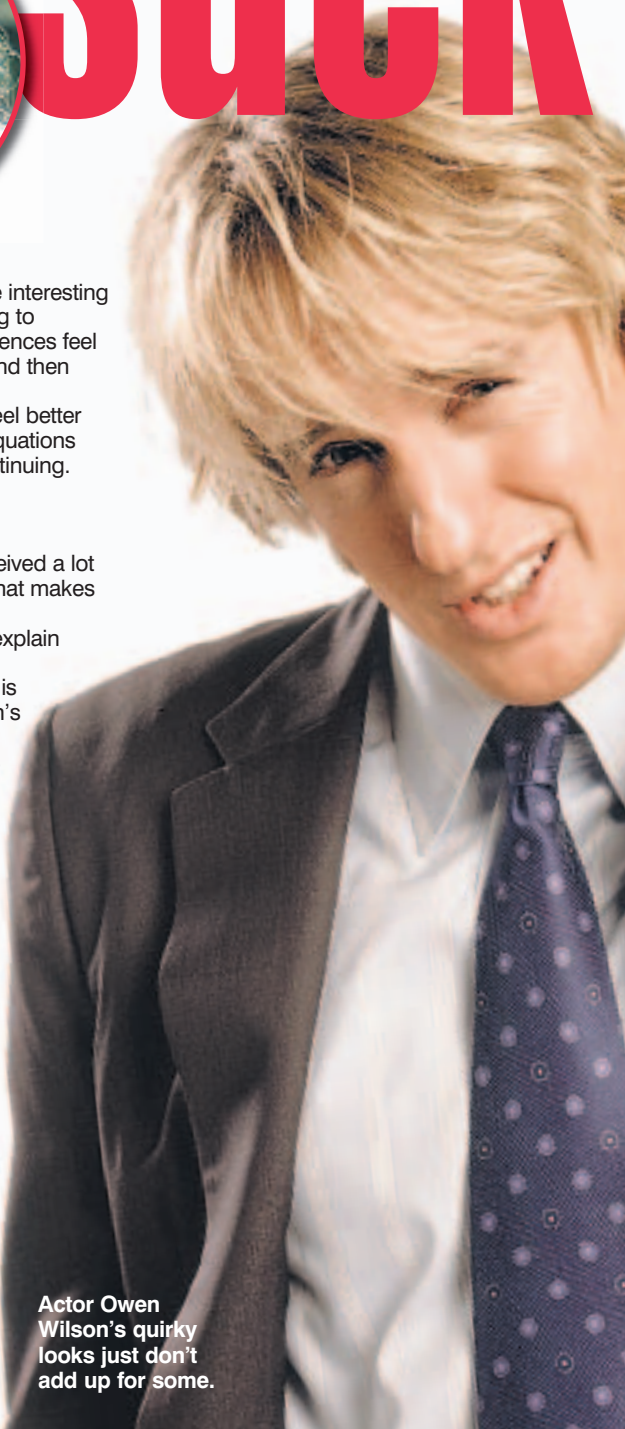 suck
e interesting
g to
ences feel
nd then
eel better
quations
tinuing.
eived a lot
hat makes
explain
is
n's
Actor Owen
Wilson's quirky
looks just don't
add up for some.